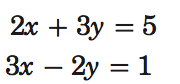 2x + 3y = 5
3x − 2y = 1